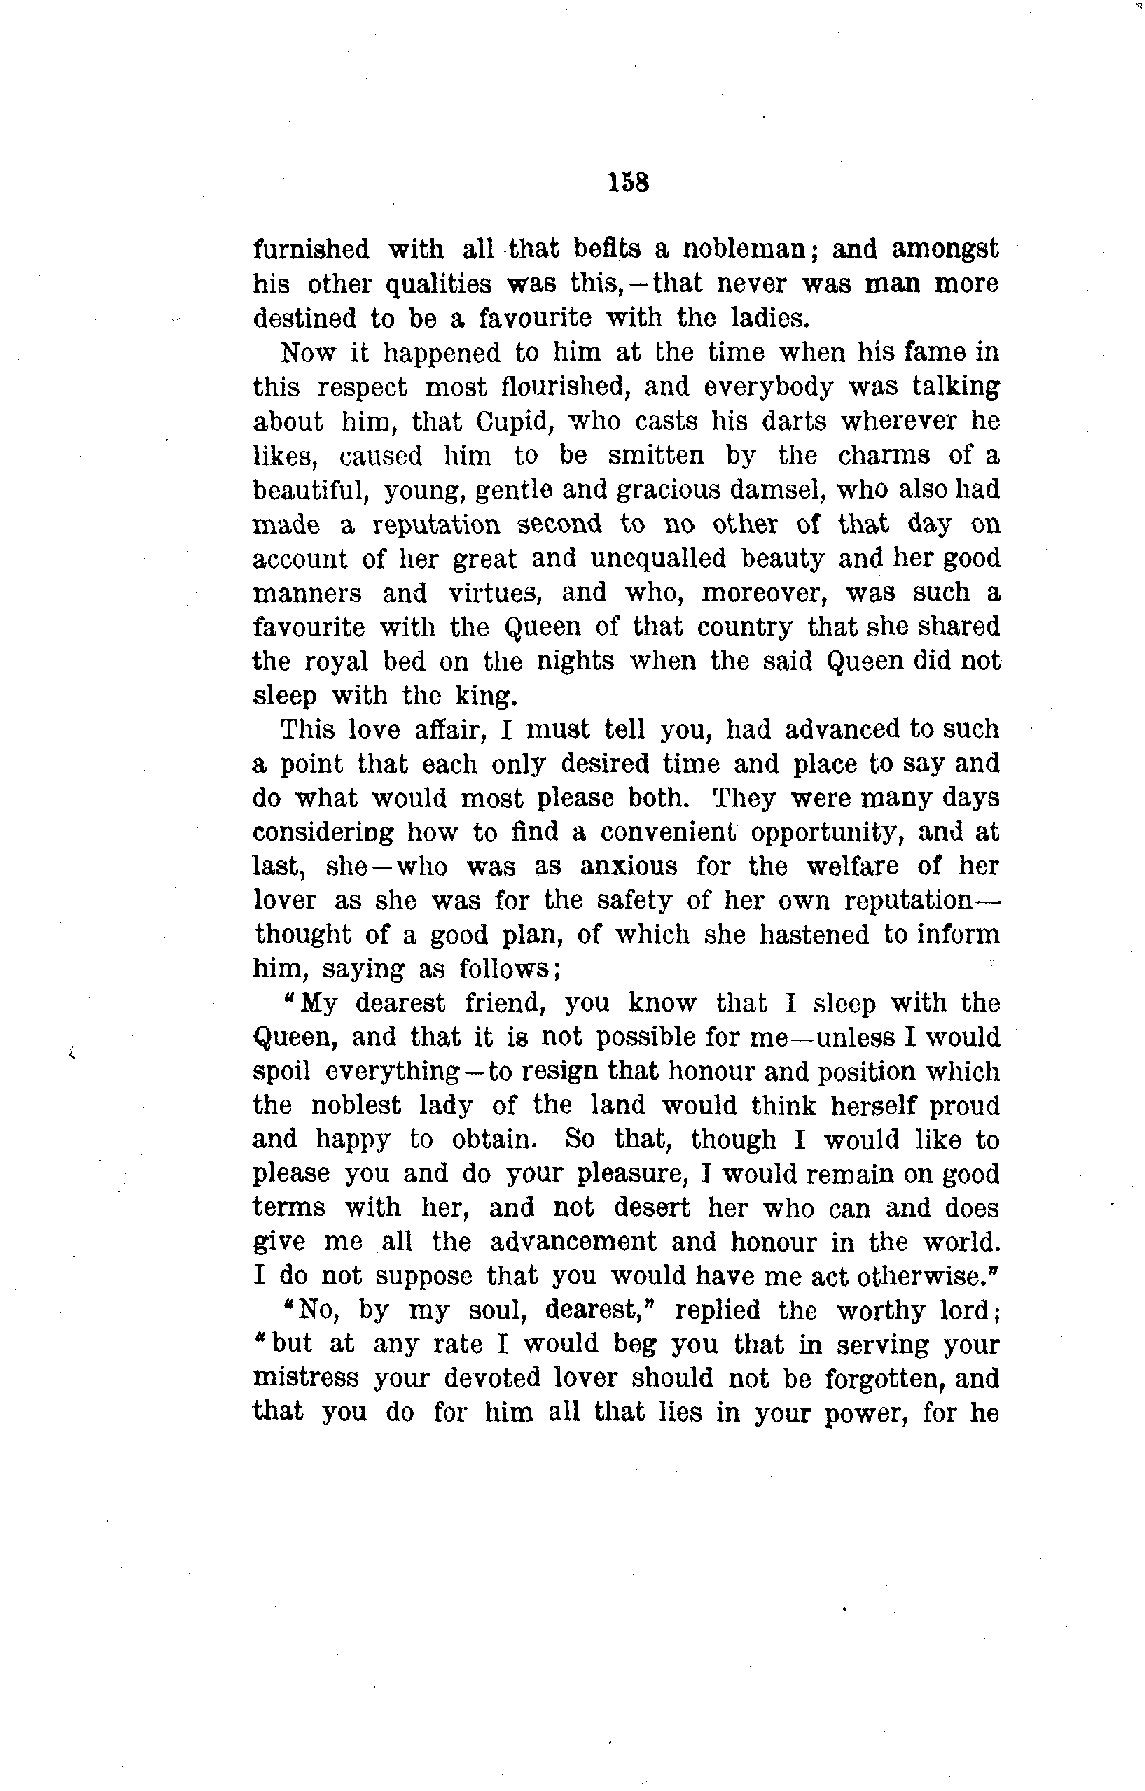 158
furnished with all that befits a nobleman; and amongst
his other qualities was this,—that never was man more
destined to be a favourite with the ladies.
Now it happened to him at the time when his fame in
this respect most flourished, and everybody was talking
about him, that Cupid, who casts his darts wherever he
likes, caused him to be smitten by the charms of a
beautiful, young, gentle and gracious damsel, who also had
made a reputation second to no other of that day on
account of her great and unequalled beauty and her good
manners and virtues, and who, moreover, was such a
favourite with the Queen of that country that she shared
the royal bed on the nights when the said Queen did not
sleep with the king.
This love affair, I must tell you, had advanced to such
a point that each only desired time and place to say and
do what would most please both. They were many days
considering how to find a convenient opportunity, and at
last, she—who was as anxious for the welfare of her
lover as she was for the safety of her own reputation—
thought of a good plan, of which she hastened to inform
him, saying as follows;
"My dearest friend, you know that I sleep with the
Queen, and that it is not possible for me—unless I would
spoil everything—to resign that honour and position which
the noblest lady of the land would think herself proud
and happy to obtain. So that, though I would like to
please you and do your pleasure, I would remain on good
terms with her, and not desert her who can and does
give me all the advancement and honour in the world.
I do not suppose that you would have me act otherwise."
"No, by my soul, dearest," replied the worthy lord;
"but at any rate I would beg you that in serving your
mistress your devoted lover should not be forgotten, and
that you do for him all that lies in your power, for he